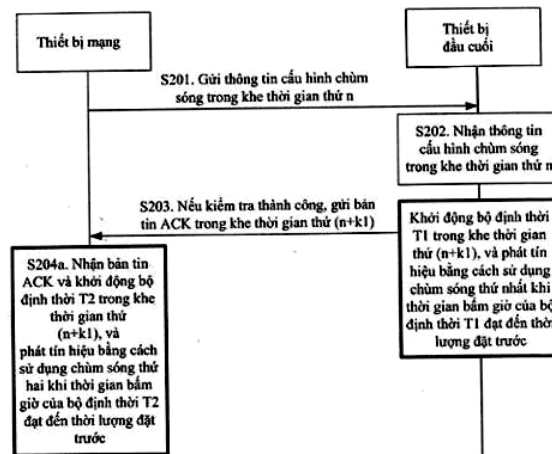 Thiết bị mạng
Thiết bị
đầu cuối
S201. Gửi thông tin cấu hình chùm
sóng trong khe thời gian thứ n
S202. Nhận thông tin
cấu hình chùm sóng
trong khe thời gian thứ n
S203. Nếu kiểm tra thành công, gửi bản
tin ACK trong khe thời gian thứ (n+k1)
Khởi động bộ định thời
T1 trong khe thời gian
thứ (n+k1), và phát tín
hiệu bằng cách sử dụng
chùm sóng thứ nhất khi
thời gian bấm giờ của bộ
định thời T1 đạt đến thời
lượng đặt trước
S204a. Nhận bản tin
ACK và khởi động bộ
định thời T2 trong khe
thời gian thứ
(n+k1), và
phát tín hiệu bằng cách
sử dụng chùm sóng thứ
hai khi thời gian bấm
giờ của bộ định thời T2
đạt đến thời lượng đặt
trước